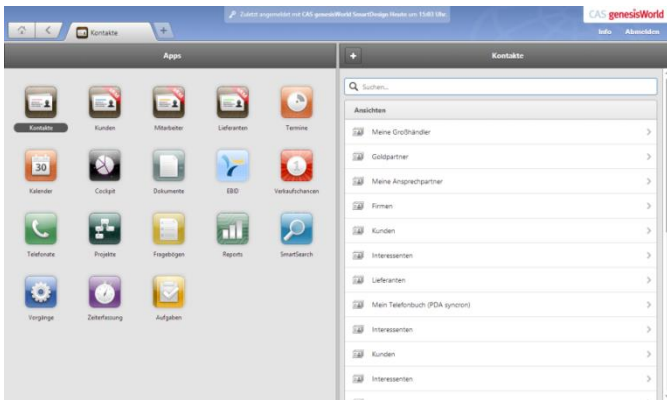 Zuletzt angemeldet mit CAS genesisWorld SmartDesign Heute um 15:03 Uhr.
CAS genesisWorld
Kontakte
Info Abmelden
Apps
Kontakte
Kunden
Mitarbeiter
Lieferanten
Termine
30
Kalender
Cockpit
Dokumente
EBID
1
Verkaufschancen
Telefonate
Projekte
Fragebögen
Reports
SmartSearch
Vorgänge
Zeiterfassung
Aufgaben
Kontakte
Suchen...
Ansichten
Meine Großhändler
Goldpartner
Meine Ansprechpartner
Firmen
Kunden
Interessenten
Lieferanten
Mein Telefonbuch (PDA syncron)
Interessenten
Kunden
Interessenten